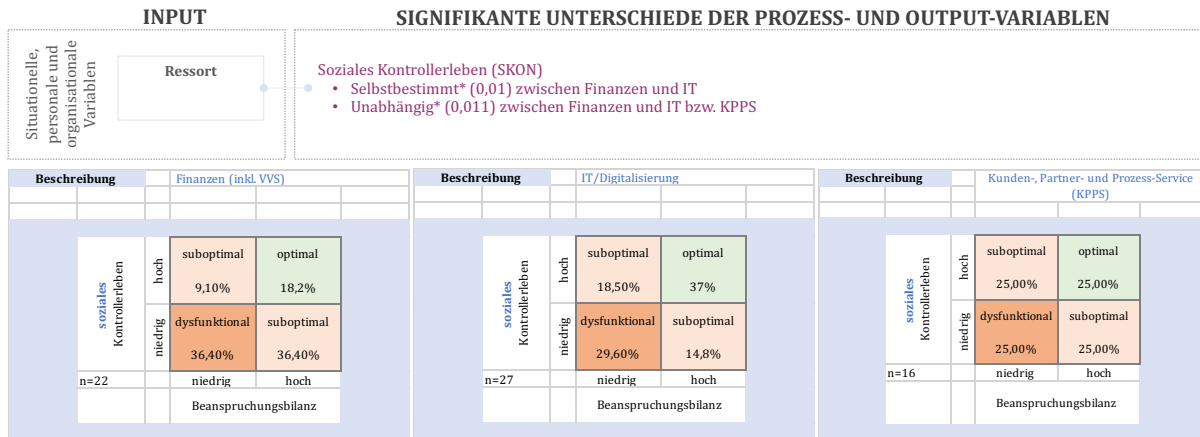 INPUT
SIGNIFIKANTE UNTERSCHIEDE DER PROZESS- UND OUTPUT-VARIABLEN
Situationelle,
personale und
organisationale
Variablen
Ressort
Soziales Kontrollerleben (SKON)
• Selbstbestimmt* (0,01) zwischen Finanzen und IT
• Unabhängig* (0,011) zwischen Finanzen und IT bzw. KPPS
Beschreibung
Finanzen (inkl. VVS)
soziales
Kontrollerleben
hoch
suboptimal
9,10%
optimal
18,2%
niedrig
dysfunktional
36,40%
suboptimal
36,40%
n=22
niedrig
hoch
Beanspruchungsbilanz
Beschreibung
IT/Digitalisierung
soziales
Kontrollerleben
hoch
suboptimal
18,50%
optimal
37%
niedrig
dysfunktional
29,60%
suboptimal
14,8%
n=27
niedrig
hoch
Beanspruchungsbilanz
Beschreibung
Kunden-, Partner- und Prozess-Service
(KPPS)
soziales
Kontrollerleben
hoch
suboptimal
25,00%
optimal
25,00%
niedrig
dysfunktional
25,00%
suboptimal
25,00%
n=16
niedrig
hoch
Beanspruchungsbilanz